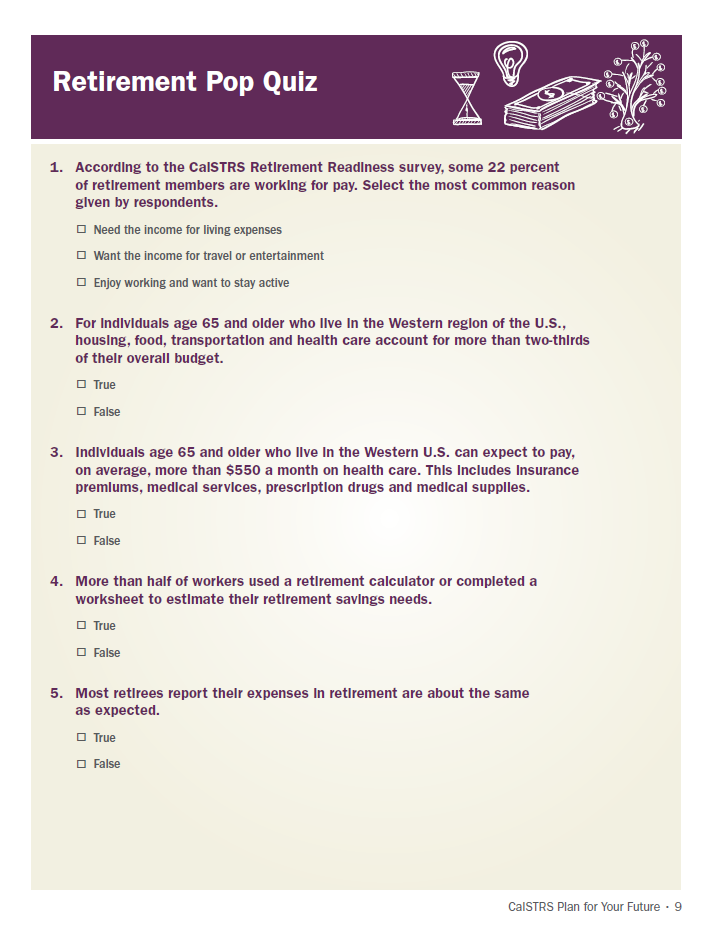 Retirement Pop Quiz
1. According to the CalSTRS Retirement Readiness survey, some 22 percent
of retirement members are working for pay. Select the most common reason
given by respondents.
☐ Need the income for living expenses
☐ Want the income for travel or entertainment
☐ Enjoy working and want to stay active
2. For individuals age 65 and older who live in the Western region of the U.S.,
housing, food, transportation and health care account for more than two-thirds
of their overall budget.
☐ True
☐ False
3. Individuals age 65 and older who live in the Western U.S. can expect to pay,
on average, more than $550 a month on health care. This includes insurance
premiums, medical services, prescription drugs and medical supplies.
☐ True
☐ False
4. More than half of workers used a retirement calculator or completed a
worksheet to estimate their retirement savings needs.
☐ True
☐ False
5. Most retirees report their expenses in retirement are about the same
as expected.
☐ True
☐ False
CalSTRS Plan for Your Future · 9